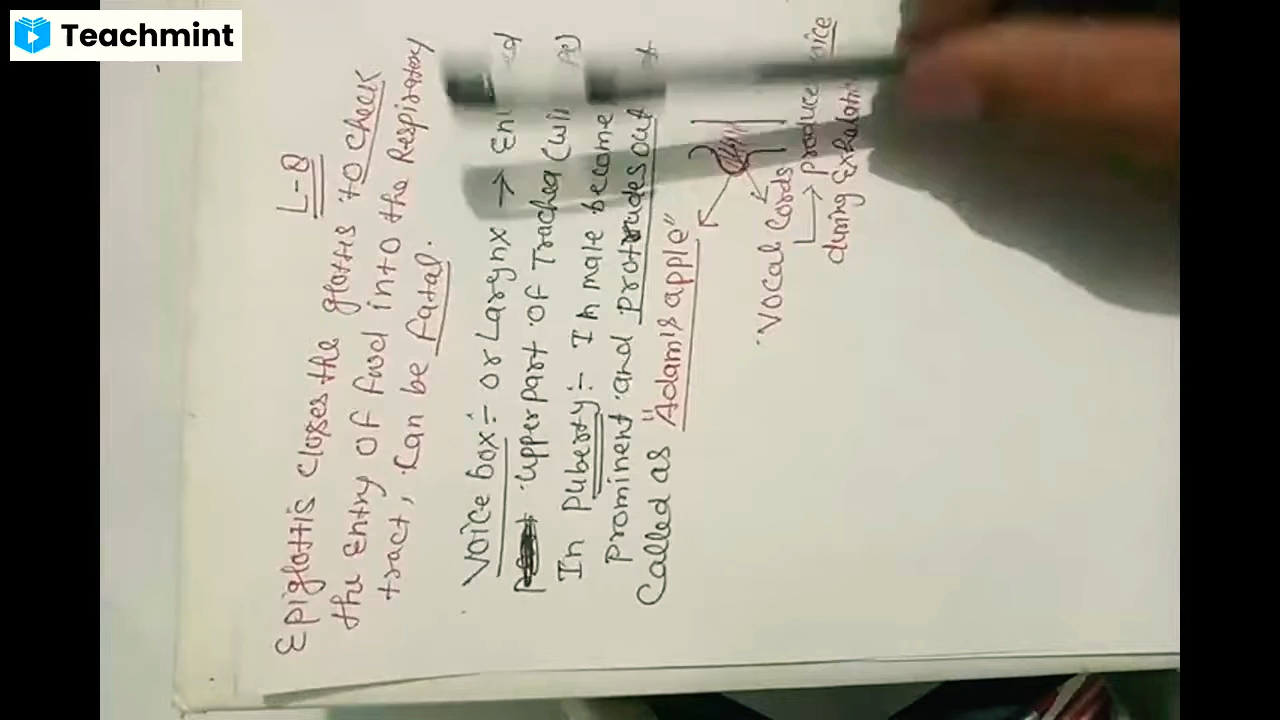 Teachmint
L-8
Epiglottis closes the glottis to check
the entry of food into the Respiratory
tract, can be fatal.
Voice box:- or Larynx → 
upper part of Trachea
In puberty:- In male become
prominent and protrudes out
Called as "Adam's apple"
Vocal Cords
produce
during Exhalation